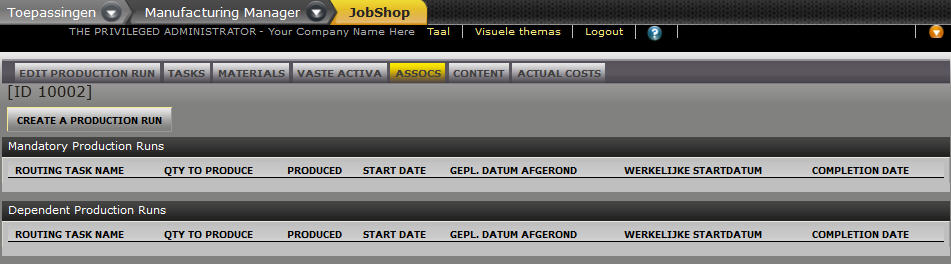 Toepassingen Manufacturing Manager JobShop
THE PRIVILEGED ADMINISTRATOR - Your Company Name Here Taal | Visuele themas | Logout | ? |
EDIT PRODUCTION RUN TASKS MATERIALS VASTE ACTIVA ASSOCS CONTENT ACTUAL COSTS
[ID 10002]
CREATE A PRODUCTION RUN
Mandatory Production Runs
ROUTING TASK NAME QTY TO PRODUCE PRODUCED START DATE GEPL. DATUM AFGEROND WERKELIJKE STARTDATUM COMPLETION DATE
Dependent Production Runs
ROUTING TASK NAME QTY TO PRODUCE PRODUCED START DATE GEPL. DATUM AFGEROND WERKELIJKE STARTDATUM COMPLETION DATE